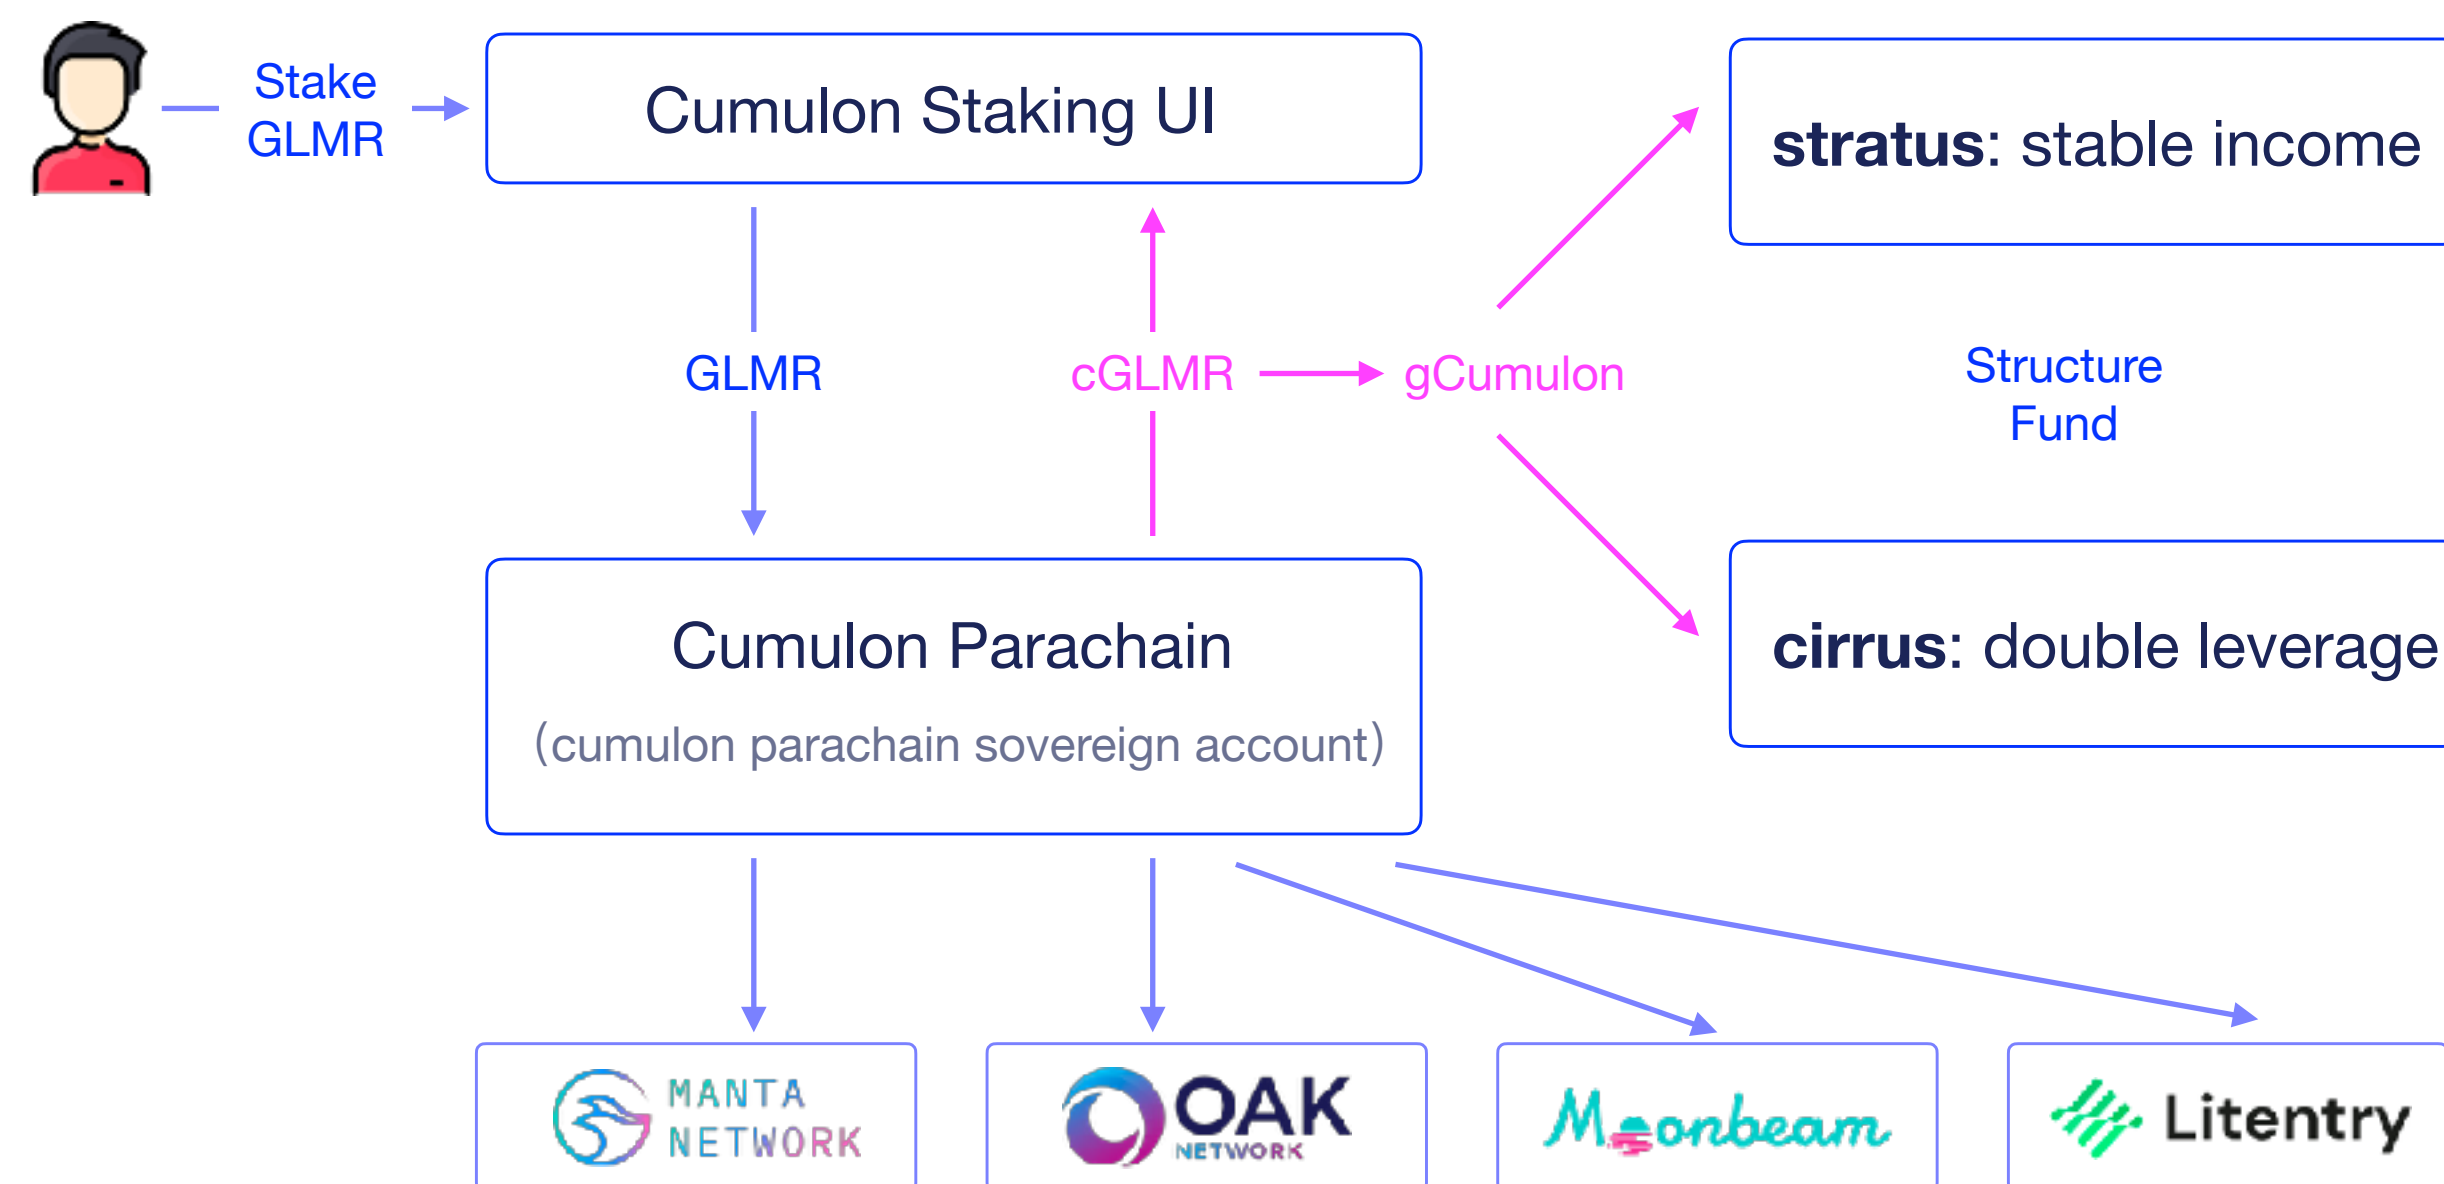 Stake
GLMR
Cumulon Staking UI
stratus: stable income
GLMR
cGLMR
gCumulon
Structure
Fund
Cumulon Parachain
(cumulon parachain sovereign account)
cirrus: double leverage
MANTA
NETWORK
OAK
NETWORK
Moonbeam
Litentry